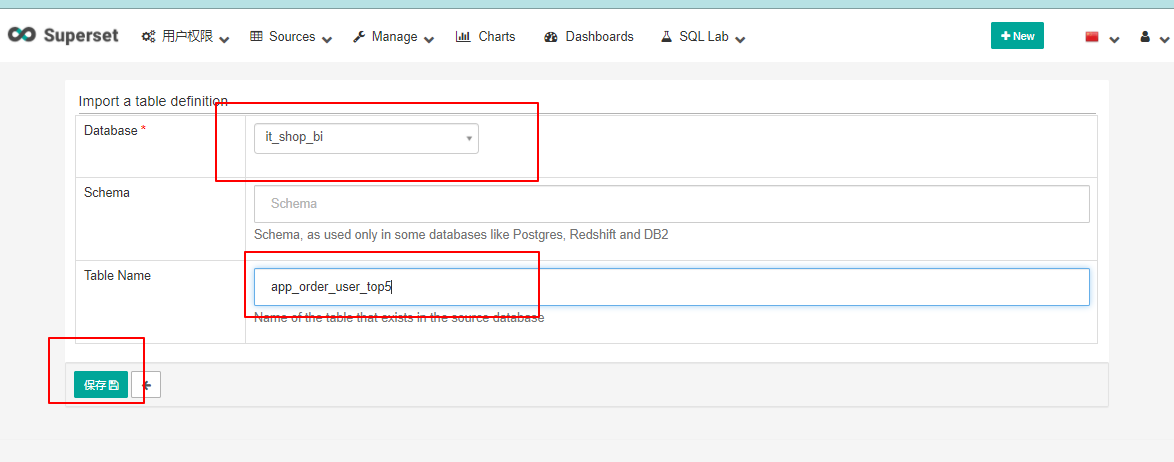 Superset 用户权限 Sources Manage Charts Dashboards SQL Lab New
Import a table definition
Database * it_shop_bi
Schema Schema
Schema, as used only in some databases like Postgres, Redshift and DB2
Table Name app_order_user_top5
Name of the table that exists in the source database
保存